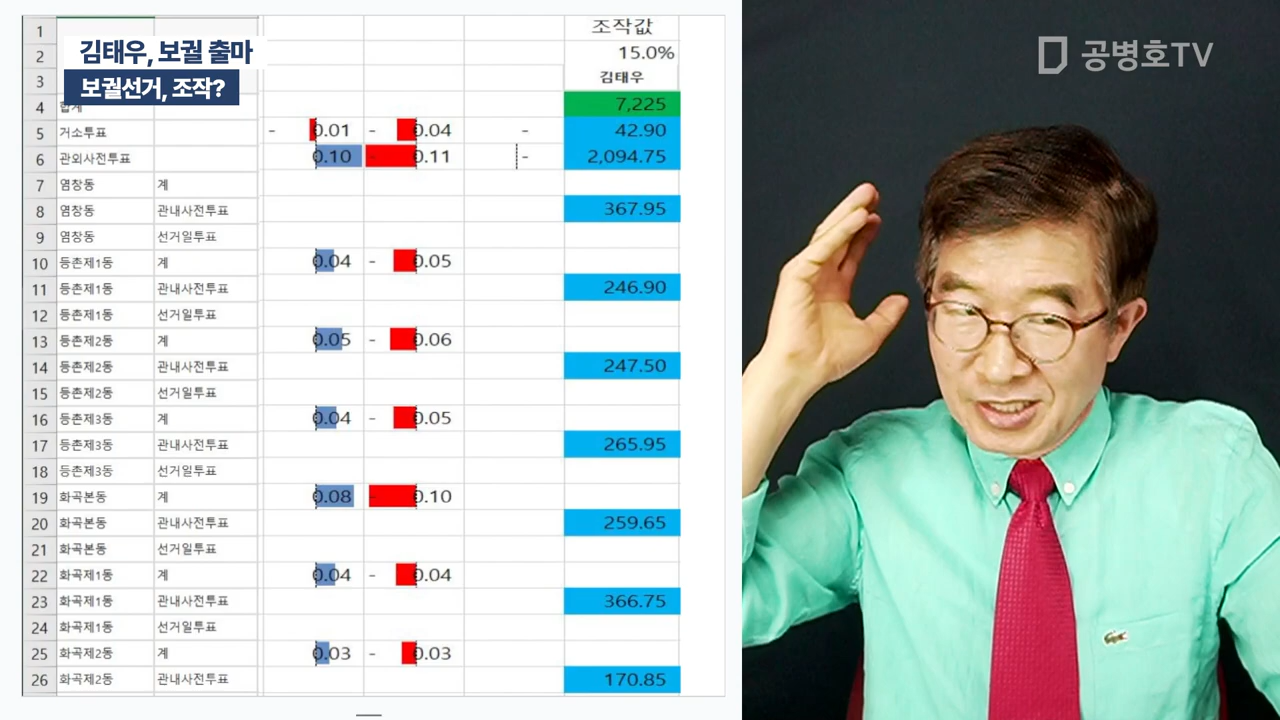 1 조작값
2 15.0%
3 김태우
김태우, 보궐 출마
보궐선거, 조작?
공병호TV
4 합계 7,225
5 거소투표 - 0.01 - 0.04 - 42.90
6 관외사전투표 0.10 - 0.11 - 2,094.75
7 염창동 계
8 염창동 관내사전투표 367.95
9 염창동 선거일투표
10 등촌제1동 계 0.04 - 0.05
11 등촌제1동 관내사전투표 246.90
12 등촌제1동 선거일투표
13 등촌제2동 계 0.05 - 0.06
14 등촌제2동 관내사전투표 247.50
15 등촌제2동 선거일투표
16 등촌제3동 계 0.04 - 0.05
17 등촌제3동 관내사전투표 265.95
18 등촌제3동 선거일투표
19 화곡본동 계 0.08 - 0.10
20 화곡본동 관내사전투표 259.65
21 화곡본동 선거일투표
22 화곡제1동 계 0.04 - 0.04
23 화곡제1동 관내사전투표 366.75
24 화곡제1동 선거일투표
25 화곡제2동 계 0.03 - 0.03
26 화곡제2동 관내사전투표 170.85